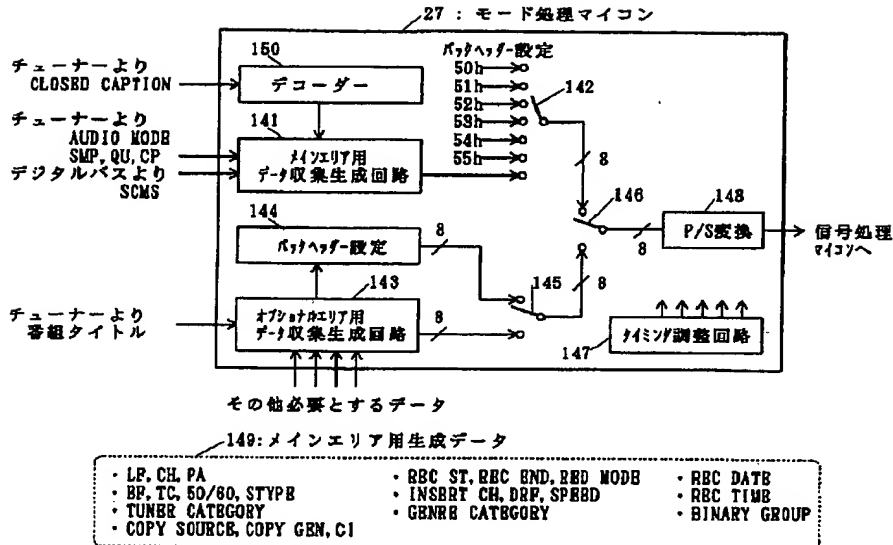 27 : モード処理マイコン
チューナーより
CLOSED CAPTION
150
デコーダー
チューナーより
AUDIO MODE
SMP, QU, CP
デジタルバスより
SCMS
141
メインエリア用
データ収集生成回路
パックヘッダー設定
50h
51h
52h
53h
54h
55h
142
8
146
8
148
P/S変換
信号処理
マイコンへ
144
パックヘッダー設定
8
143
145
8
チューナーより
番組タイトル
オプショナルエリア用
データ収集生成回路
8
147
タイミング調整回路
その他必要とするデータ
149:メインエリア用生成データ
・LF, CH, PA
・BF, TC, 50/60, STYPE
・TUNER CATEGORY
・COPY SOURCE, COPY GEN, CI
・REC ST, REC END, RED MODE
・INSERT CH, DRF, SPEED
・GENRE CATEGORY
・REC DATE
・REC TIME
・BINARY GROUP